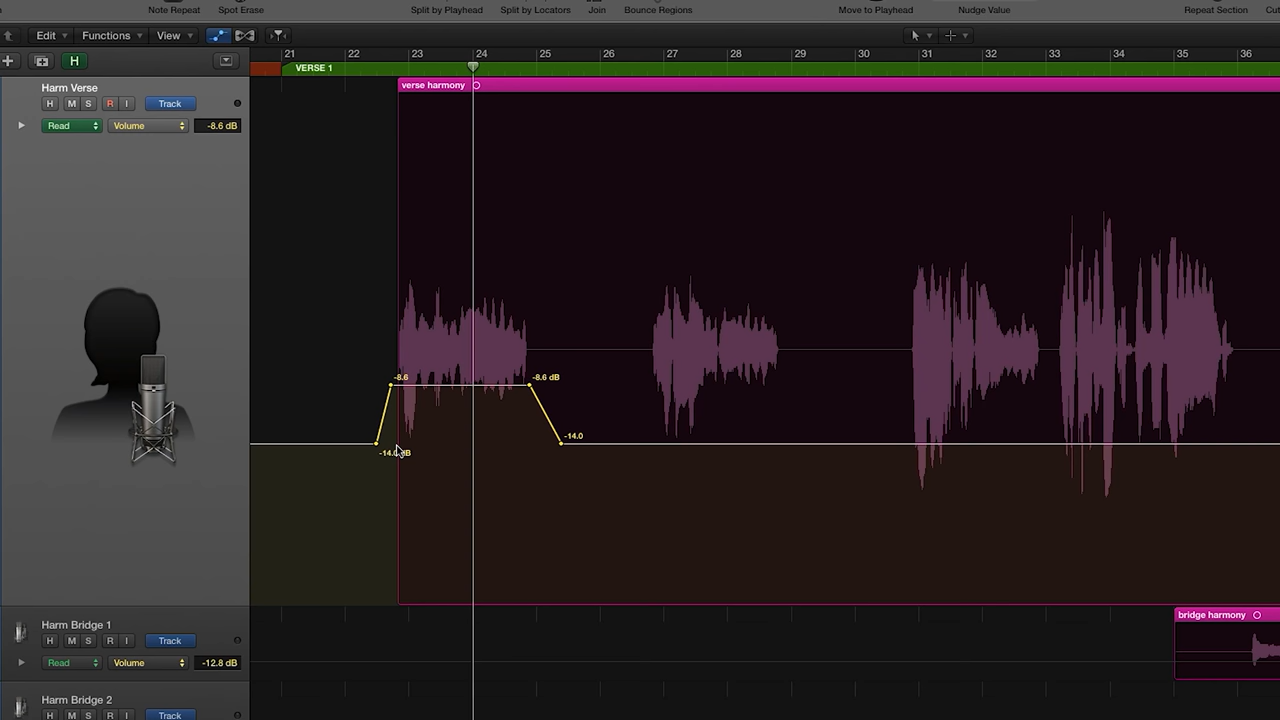 Note Repeat Spot Erase Split by Playhead Split by Locators Join Bounce Regions Move to Playhead Nudge Value Repeat Section
Edit Functions View
21 22 23 24 25 26 27 28 29 30 31 32 33 34 35 36
H VERSE 1
Harm Verse verse harmony
H M S R I Track
Read Volume -8.6 dB
-8.6 -8.6 dB
-14.0
Harm Bridge 1 bridge harmony
H M S R I Track
Read Volume -12.8 dB
Harm Bridge 2
H M S R I Track
Read Volume